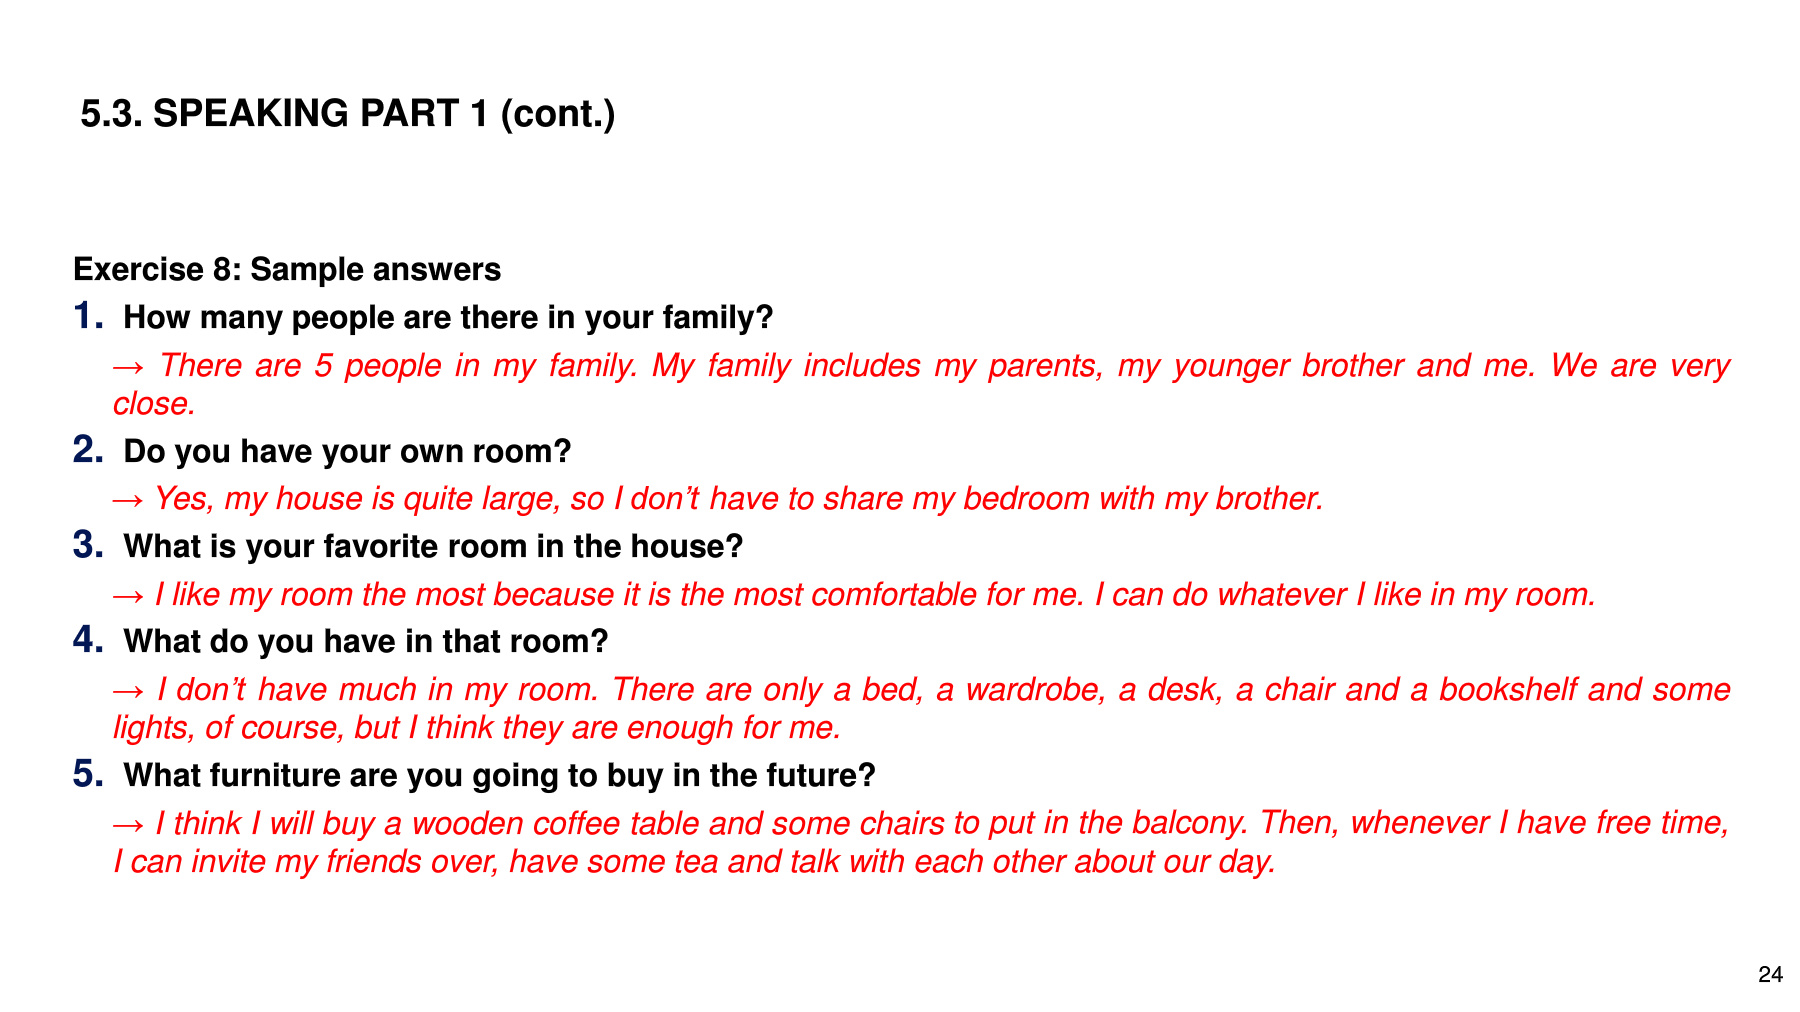 5.3. SPEAKING PART 1 (cont.)
Exercise 8: Sample answers
1. How many people are there in your family?
→ There are 5 people in my family. My family includes my parents, my younger brother and me. We are very
close.
2. Do you have your own room?
→ Yes, my house is quite large, so I don’t have to share my bedroom with my brother.
3. What is your favorite room in the house?
→ I like my room the most because it is the most comfortable for me. I can do whatever I like in my room.
4. What do you have in that room?
→ I don’t have much in my room. There are only a bed, a wardrobe, a desk, a chair and a bookshelf and some
lights, of course, but I think they are enough for me.
5. What furniture are you going to buy in the future?
→ I think I will buy a wooden coffee table and some chairs to put in the balcony. Then, whenever I have free time,
I can invite my friends over, have some tea and talk with each other about our day.
24